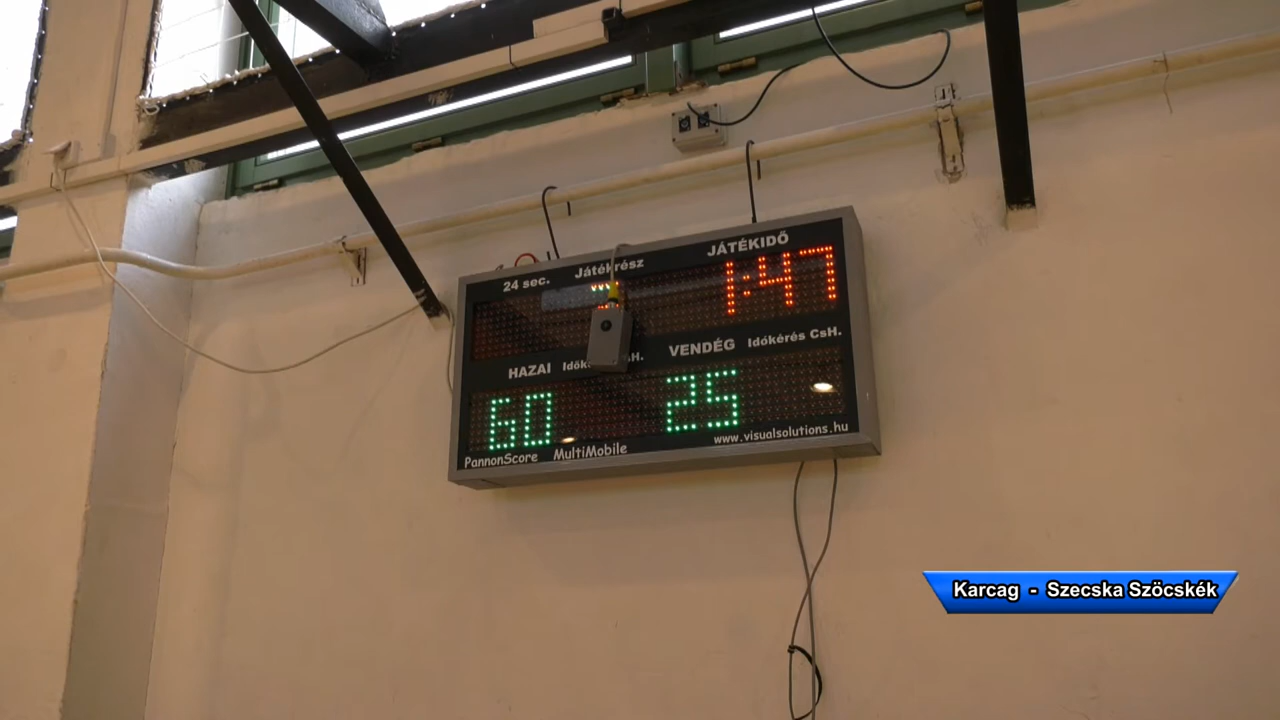 24 sec. Játékrész JÁTÉKIDŐ
1:47
HAZAI VENDÉG Időkérés CsH.
60 25
PannonScore MultiMobile www.visualsolutions.hu
Karcag - Szecska Szöcskék